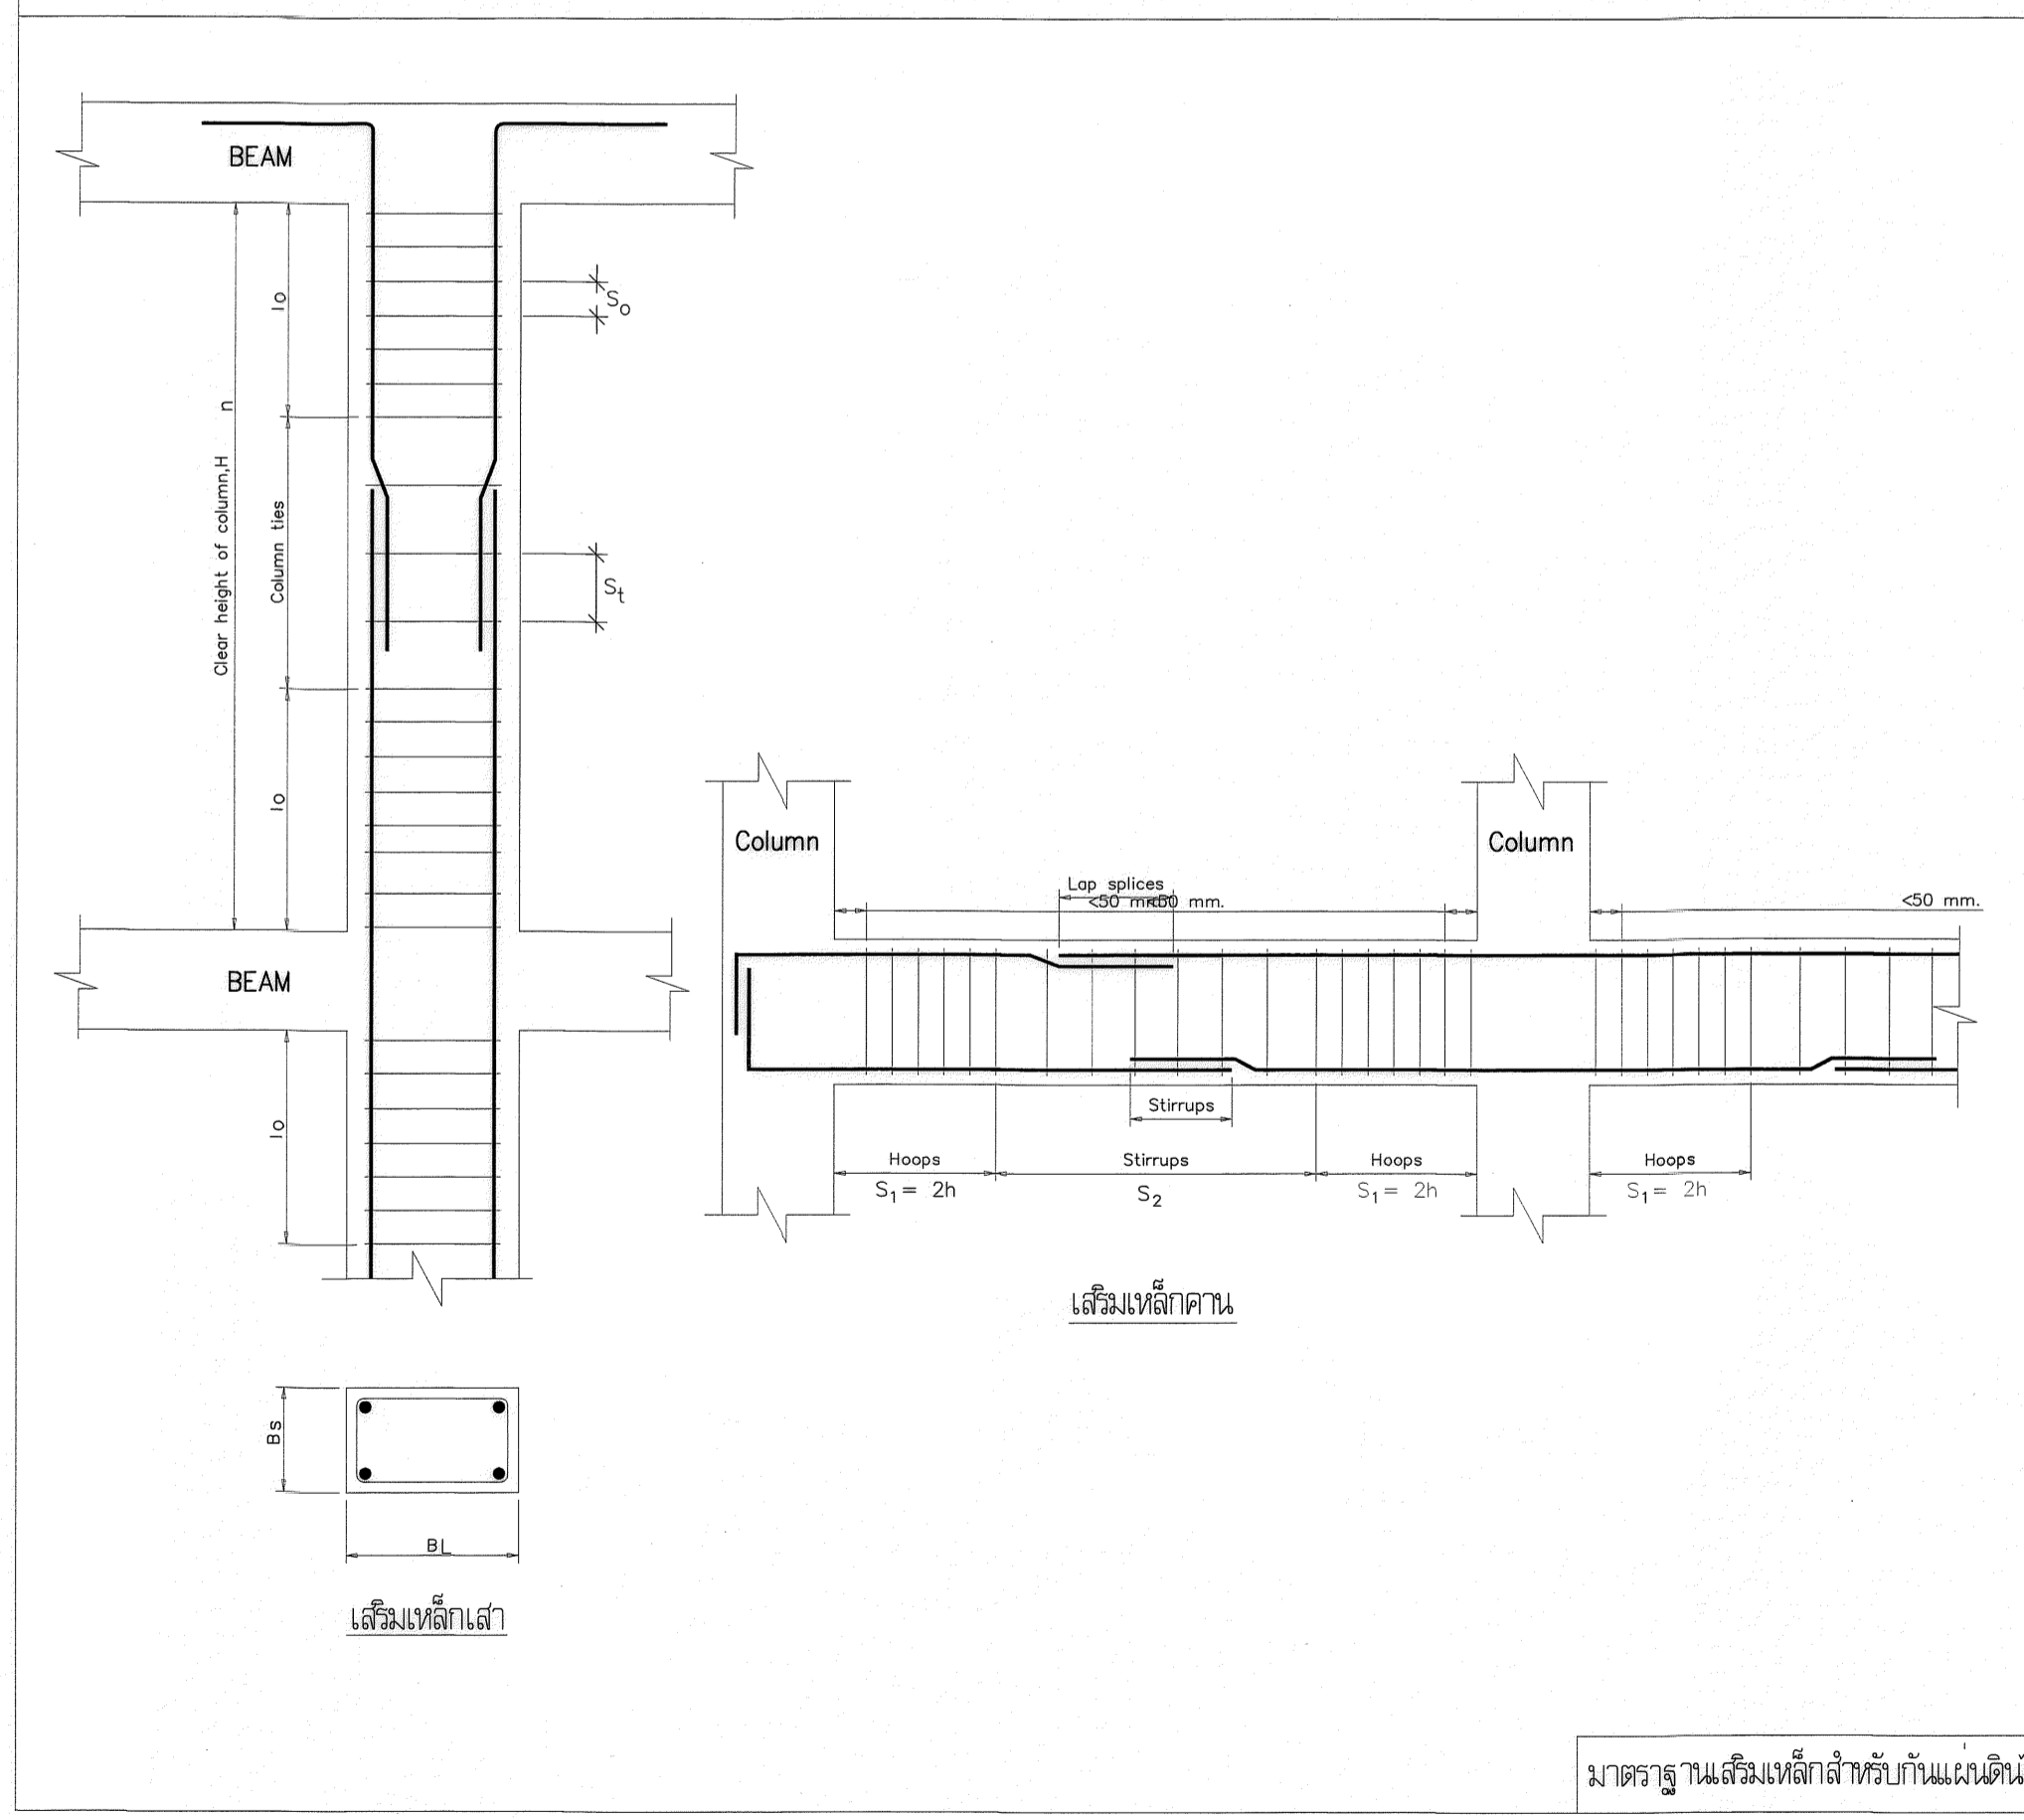 BEAM
lo
So
Clear height of column,H n
Column ties
St
lo
BEAM
lo
Bs
BL
เสริมเหล็กเสา
Column
Column
Lap splices
<50 mm.
<50 mm.
<50 mm.
Stirrups
Hoops
Stirrups
Hoops
Hoops
S1= 2h
S2
S1= 2h
S1= 2h
เสริมเหล็กคาน
มาตราฐานเสริมเหล็กสำหรับกันแผ่นดิน